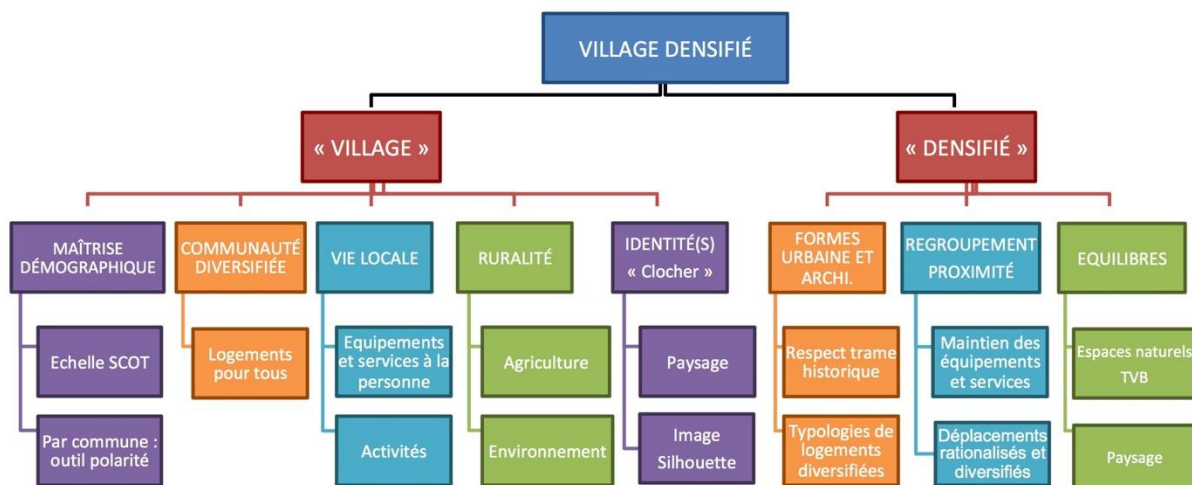 VILLAGE DENSIFIÉ
« VILLAGE »
« DENSIFIÉ »
MAÎTRISE
DÉMOGRAPHIQUE
COMMUNAUTÉ
DIVERSIFIÉE
VIE LOCALE
RURALITÉ
IDENTITÉ(S)
« Clocher »
FORMES
URBAINE ET
ARCHI.
REGROUPEMENT
PROXIMITÉ
EQUILIBRES
Echelle SCOT
Logements
pour tous
Equipements
et services à la
personne
Agriculture
Paysage
Respect trame
historique
Maintien des
équipements
et services
Espaces naturels
TVB
Par commune :
outil polarité
Activités
Environnement
Image
Silhouette
Typologies de
logements
diversifiées
Déplacements
rationalisés et
diversifiés
Paysage